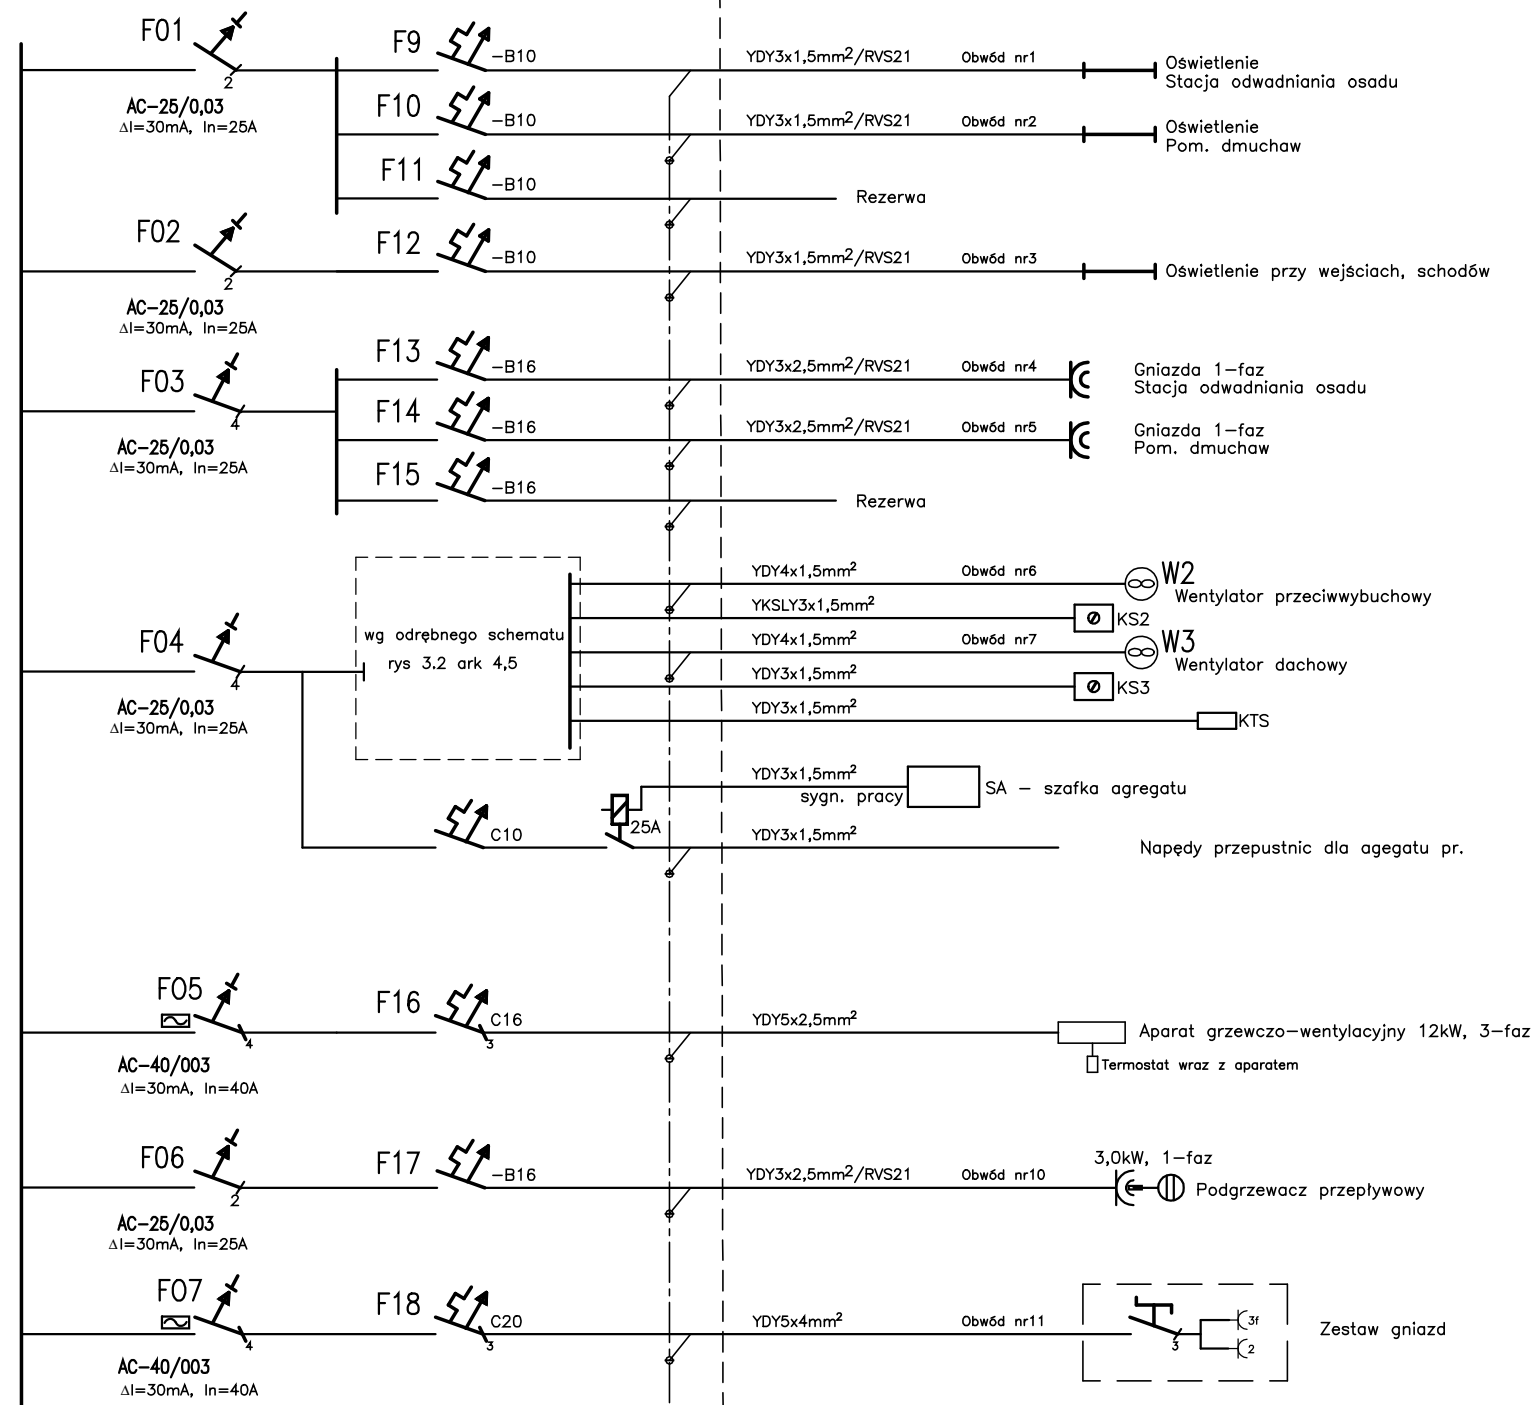 F01
2
AC-25/0,03
ΔI=30mA, In=25A
F9
-B10
YDY3x1,5mm²/RVS21
Obwód nr1
Oświetlenie
Stacja odwadniania osadu
F10
-B10
YDY3x1,5mm²/RVS21
Obwód nr2
Oświetlenie
Pom. dmuchaw
F11
-B10
Rezerwa
F02
2
AC-25/0,03
ΔI=30mA, In=25A
F12
-B10
YDY3x1,5mm²/RVS21
Obwód nr3
Oświetlenie przy wejściach, schodów
F03
4
AC-25/0,03
ΔI=30mA, In=25A
F13
-B16
YDY3x2,5mm²/RVS21
Obwód nr4
Gniazda 1-faz
Stacja odwadniania osadu
F14
-B16
YDY3x2,5mm²/RVS21
Obwód nr5
Gniazda 1-faz
Pom. dmuchaw
F15
-B16
Rezerwa
F04
4
AC-25/0,03
ΔI=30mA, In=25A
wg odrębnego schematu
rys 3.2 ark 4,5
YDY4x1,5mm²
Obwód nr6
W2
Wentylator przeciwwybuchowy
YKSLY3x1,5mm²
KS2
YDY4x1,5mm²
Obwód nr7
W3
Wentylator dachowy
YDY3x1,5mm²
KS3
YDY3x1,5mm²
KTS
YDY3x1,5mm²
sygn. pracy
SA - szafka agregatu
C10
25A
YDY3x1,5mm²
Napędy przepustnic dla agegatu pr.
F05
4
AC-40/003
ΔI=30mA, In=40A
F16
C16
3
YDY5x2,5mm²
Aparat grzewczo-wentylacyjny 12kW, 3-faz
Termostat wraz z aparatem
F06
2
AC-25/0,03
ΔI=30mA, In=25A
F17
-B16
YDY3x2,5mm²/RVS21
Obwód nr10
3,0kW, 1-faz
Podgrzewacz przepływowy
F07
4
AC-40/003
ΔI=30mA, In=40A
F18
C20
3
YDY5x4mm²
Obwód nr11
3
3f
2
Zestaw gniazd